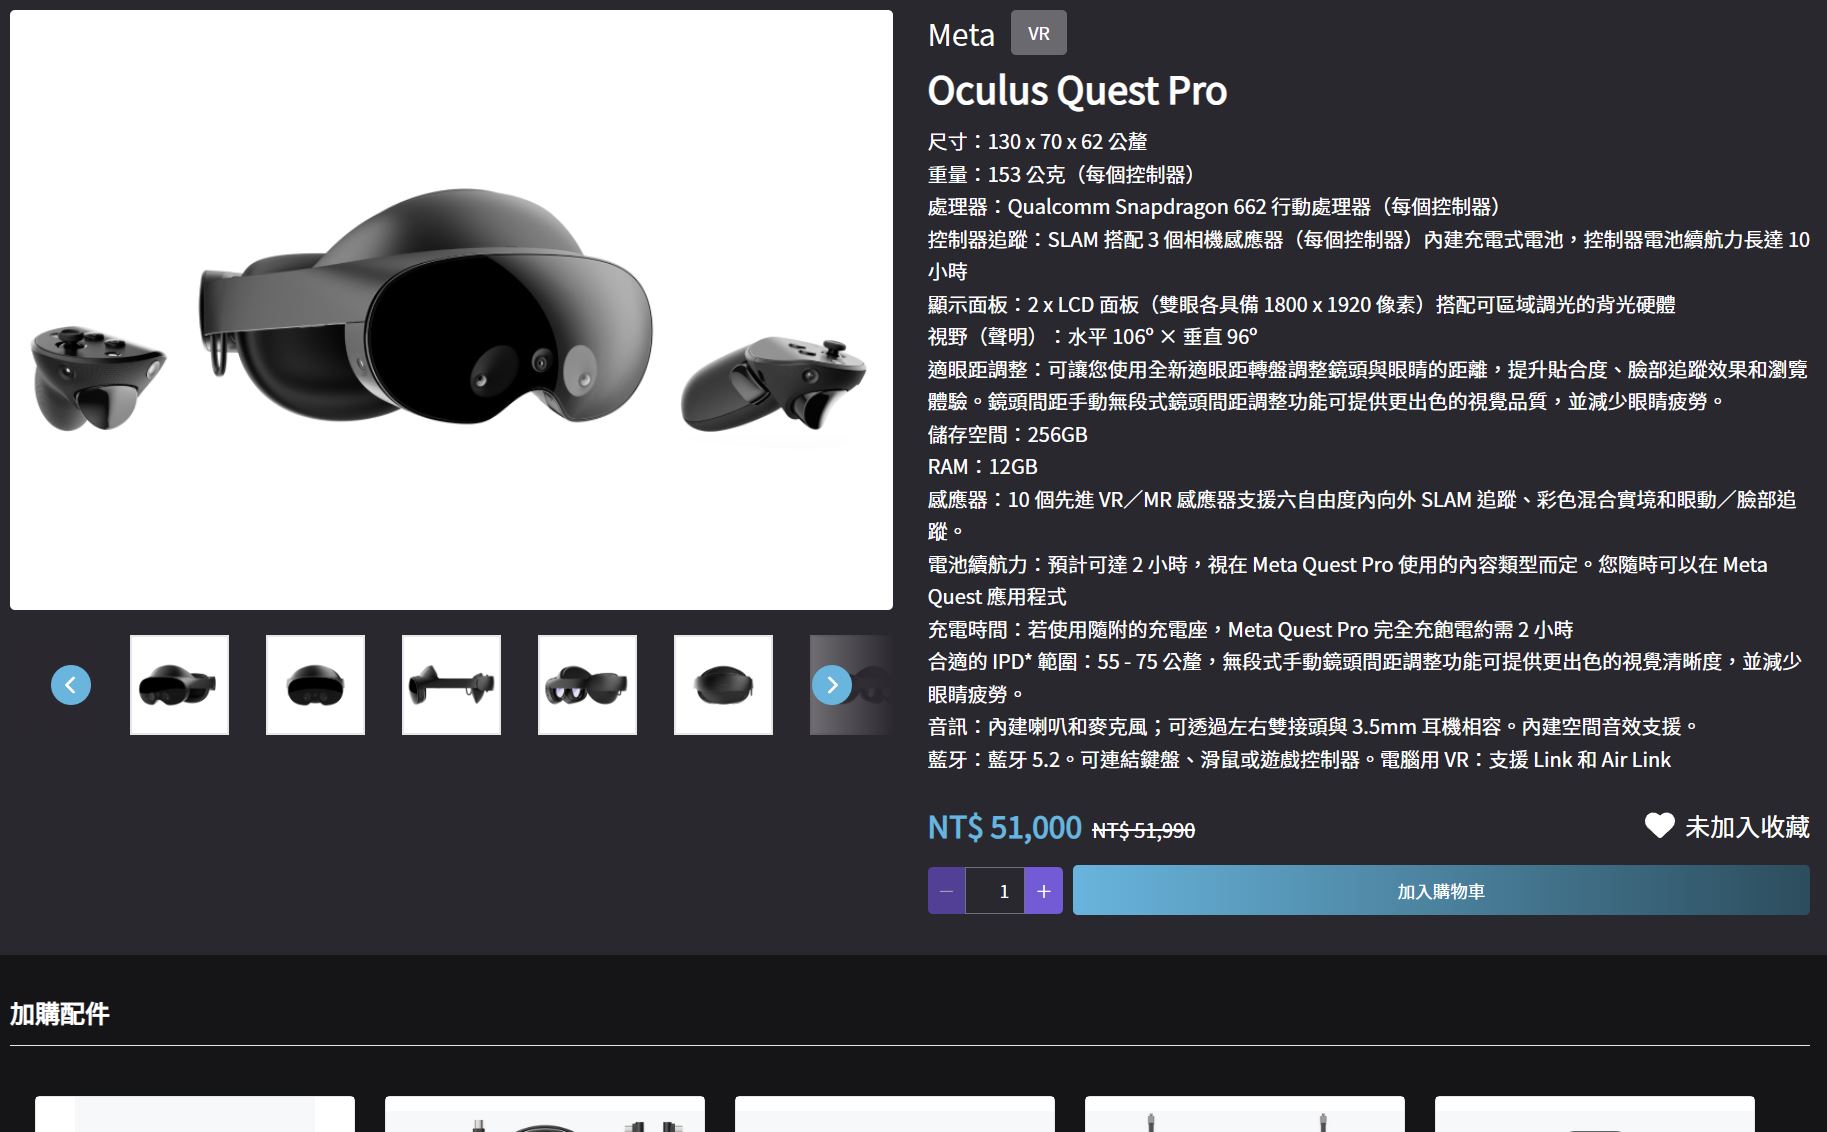 Meta
VR
Oculus Quest Pro
尺寸：130 x 70 x 62 公釐
重量：153 公克（每個控制器）
處理器：Qualcomm Snapdragon 662 行動處理器（每個控制器）
控制器追蹤：SLAM 搭配 3 個相機感應器（每個控制器）內建充電式電池，控制器電池續航力長達 10
小時
顯示面板：2 x LCD 面板（雙眼各具備 1800 x 1920 像素）搭配可區域調光的背光硬體
視野（聲明）：水平 106º × 垂直 96º
適眼距調整：可讓您使用全新適眼距轉盤調整鏡頭與眼睛的距離，提升貼合度、臉部追蹤效果和瀏覽
體驗。鏡頭間距手動無段式鏡頭間距調整功能可提供更出色的視覺品質，並減少眼睛疲勞。
儲存空間：256GB
RAM：12GB
感應器：10 個先進 VR／MR 感應器支援六自由度內向外 SLAM 追蹤、彩色混合實境和眼動／臉部追
蹤。
電池續航力：預計可達 2 小時，視在 Meta Quest Pro 使用的內容類型而定。您隨時可以在 Meta
Quest 應用程式
充電時間：若使用隨附的充電座，Meta Quest Pro 完全充飽電約需 2 小時
合適的 IPD* 範圍：55 - 75 公釐，無段式手動鏡頭間距調整功能可提供更出色的視覺清晰度，並減少
眼睛疲勞。
音訊：內建喇叭和麥克風；可透過左右雙接頭與 3.5mm 耳機相容。內建空間音效支援。
藍牙：藍牙 5.2。可連結鍵盤、滑鼠或遊戲控制器。電腦用 VR：支援 Link 和 Air Link
NT$ 51,000 NT$ 51,990
未加入收藏
− 1 +
加入購物車
加購配件